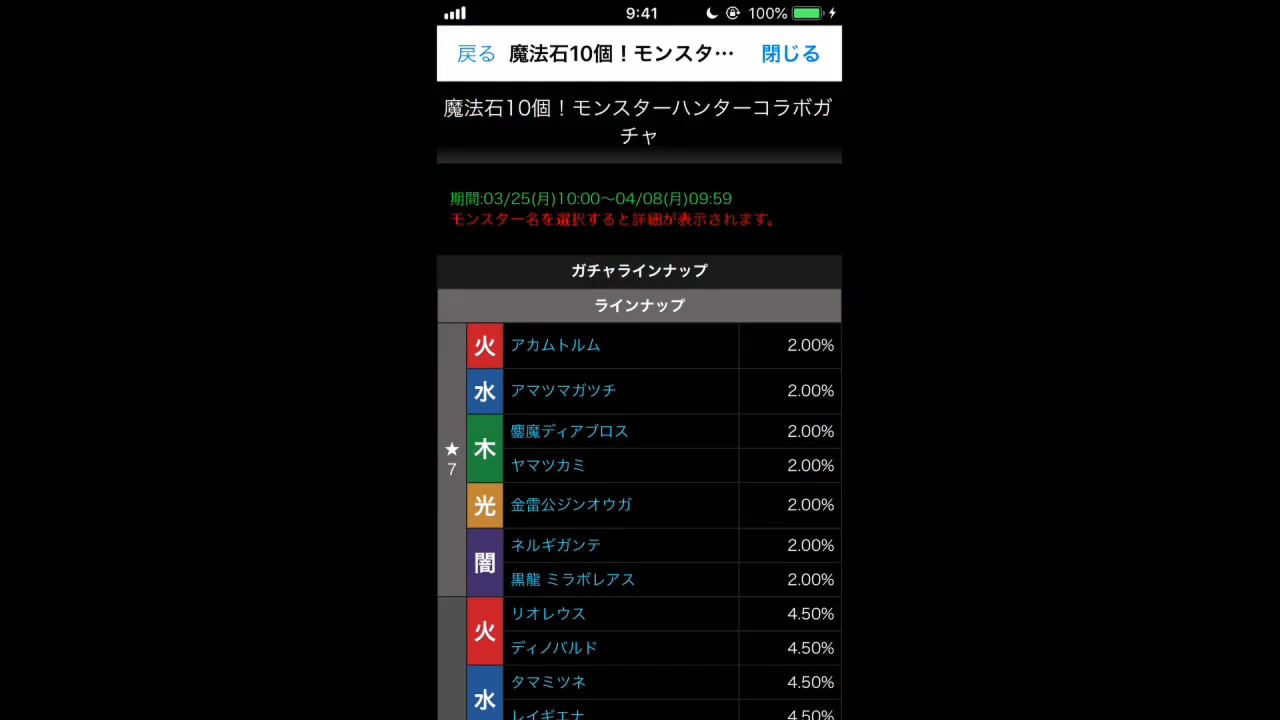 9:41
100%
戻る 魔法石10個！モンスタ… 閉じる
魔法石10個！モンスターハンターコラボガ
チャ
期間:03/25(月)10:00～04/08(月)09:59
モンスター名を選択すると詳細が表示されます。
ガチャラインナップ
ラインナップ
★
7
火 アカムトルム 2.00%
水 アマツマガツチ 2.00%
木 鏖魔ディアブロス 2.00%
ヤマツカミ 2.00%
光 金雷公ジンオウガ 2.00%
闇 ネルギガンテ 2.00%
黒龍 ミラボレアス 2.00%
火 リオレウス 4.50%
ディノバルド 4.50%
水 タマミツネ 4.50%
レイギエナ 4.50%